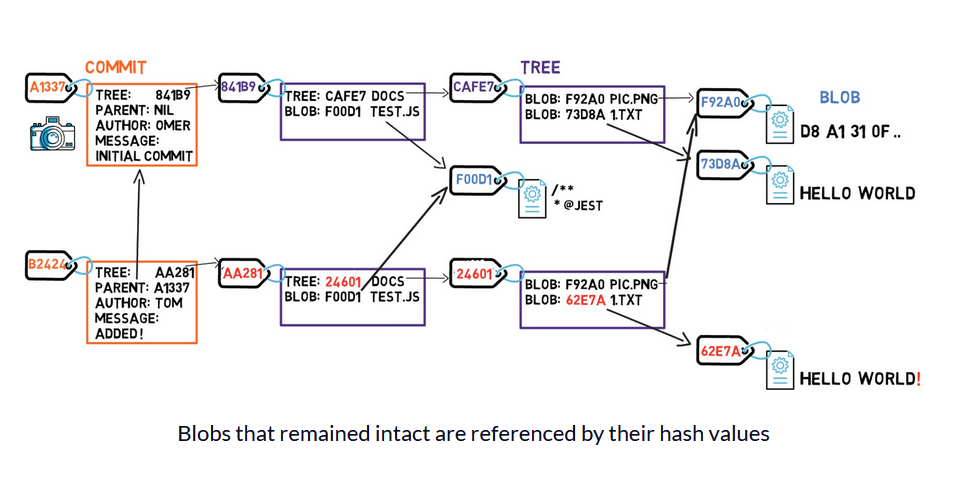 COMMIT
TREE
A1337
TREE: 841B9
PARENT: NIL
AUTHOR: OMER
MESSAGE:
INITIAL COMMIT
841B9
TREE: CAFE7 DOCS
BLOB: F00D1 TEST.JS
CAFE7
BLOB: F92A0 PIC.PNG
BLOB: 73D8A 1.TXT
F92A0
BLOB
D8 A1 31 0F ..
73D8A
HELLO WORLD
F00D1
/**
* @JEST
B2424
TREE: AA281
PARENT: A1337
AUTHOR: TOM
MESSAGE:
ADDED!
AA281
TREE: 24601 DOCS
BLOB: F00D1 TEST.JS
24601
BLOB: F92A0 PIC.PNG
BLOB: 62E7A 1.TXT
62E7A
HELLO WORLD!
Blobs that remained intact are referenced by their hash values